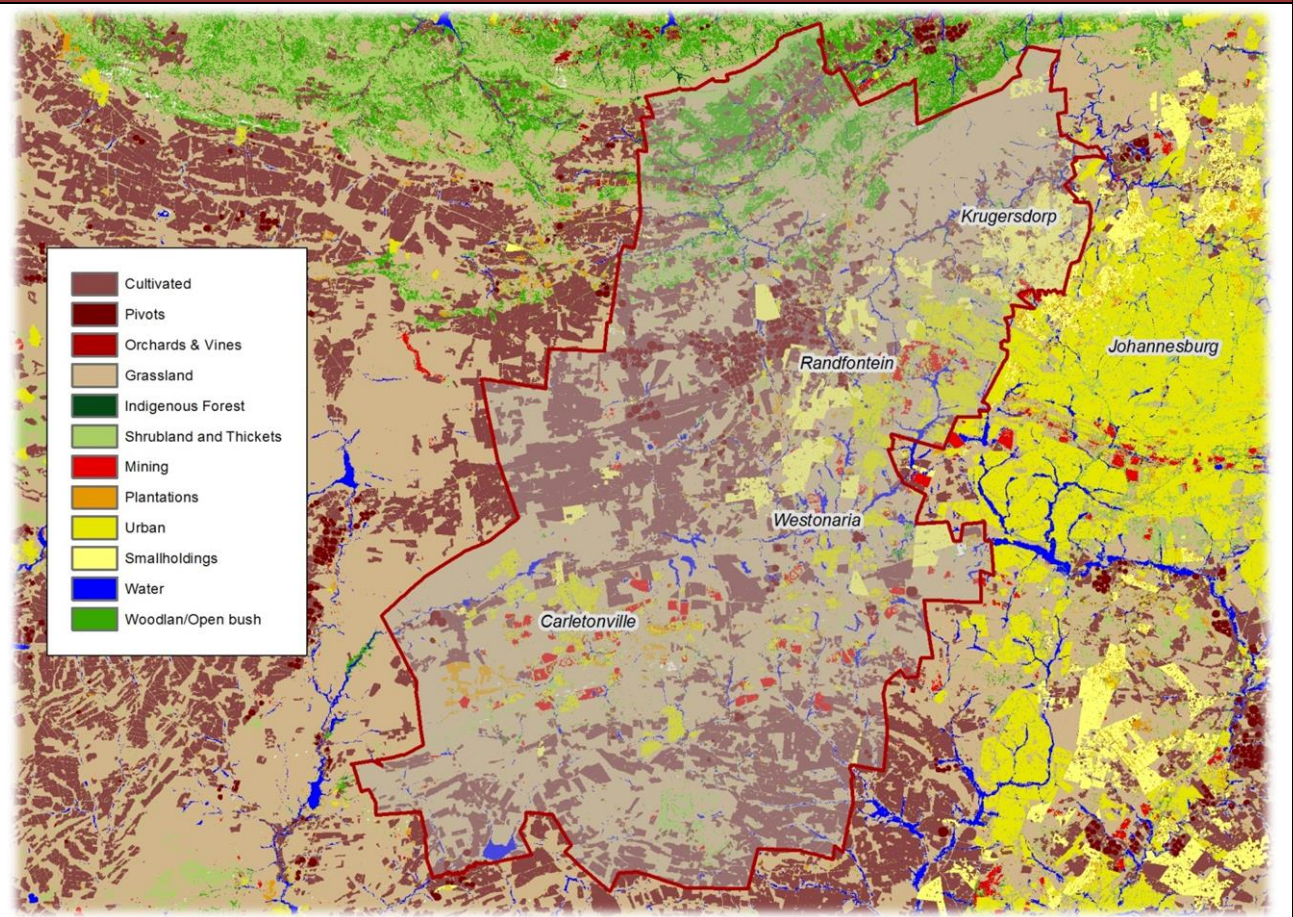 Krugersdorp
Johannesburg
Randfontein
Westonaria
Carletonville
Cultivated
Pivots
Orchards & Vines
Grassland
Indigenous Forest
Shrubland and Thickets
Mining
Plantations
Urban
Smallholdings
Water
Woodlan/Open bush